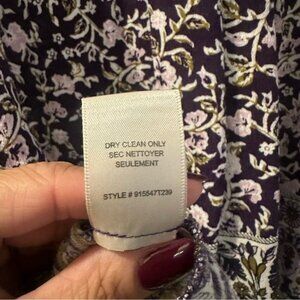 DRY CLEAN ONLY
SEC NETTOYER
SEULEMENT
STYLE # 915547T239